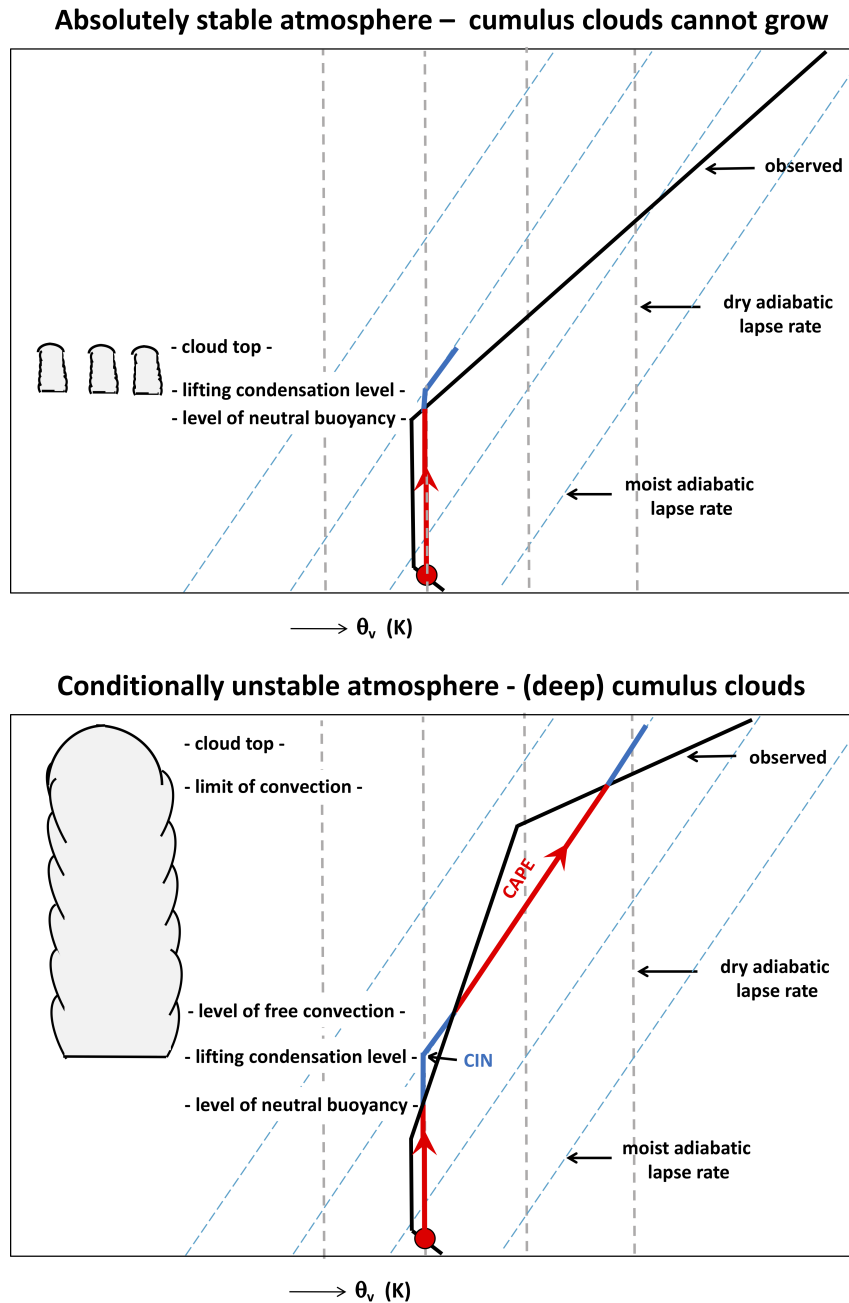 Absolutely stable atmosphere – cumulus clouds cannot grow
observed
dry adiabatic
lapse rate
- cloud top -
- lifting condensation level -
- level of neutral buoyancy -
moist adiabatic
lapse rate
θv (K)
Conditionally unstable atmosphere - (deep) cumulus clouds
- cloud top -
observed
- limit of convection -
CAPE
dry adiabatic
lapse rate
- level of free convection -
- lifting condensation level -
CIN
- level of neutral buoyancy -
moist adiabatic
lapse rate
θv (K)